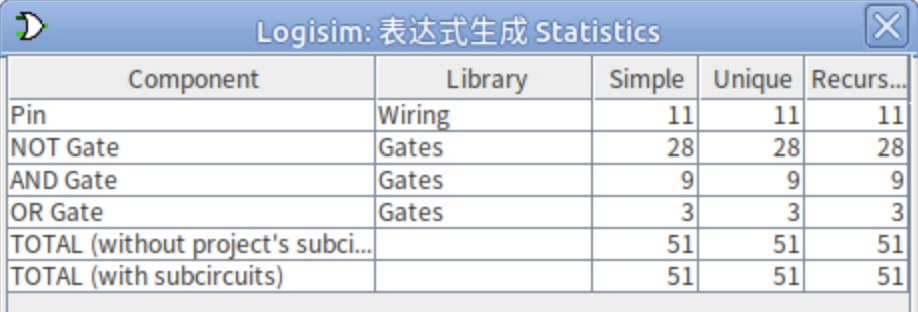 Logisim: 表达式生成 Statistics
Component Library Simple Unique Recurs...
Pin Wiring 11 11 11
NOT Gate Gates 28 28 28
AND Gate Gates 9 9 9
OR Gate Gates 3 3 3
TOTAL (without project's subci... 51 51 51
TOTAL (with subcircuits) 51 51 51